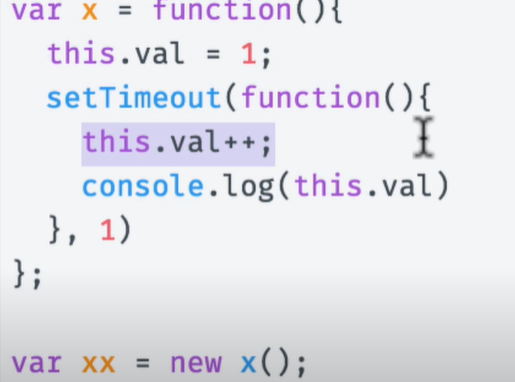 var x = function(){
this.val = 1;
setTimeout(function(){
this.val++;
console.log(this.val)
}, 1)
};
var xx = new x();